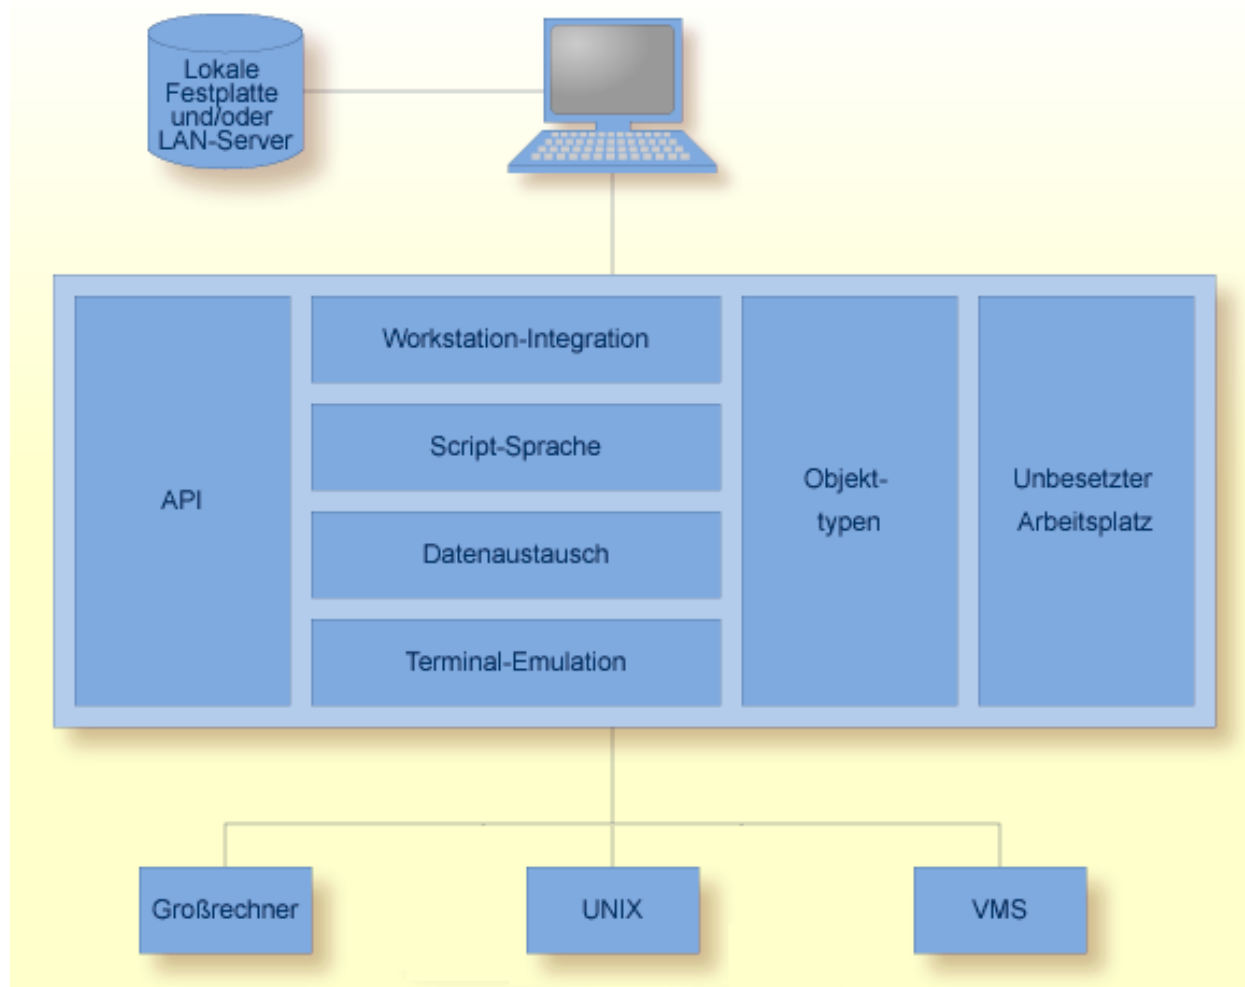 Lokale
Festplatte
und/oder
LAN-Server
API
Workstation-Integration
Script-Sprache
Datenaustausch
Terminal-Emulation
Objekt-
typen
Unbesetzter
Arbeitsplatz
Großrechner
UNIX
VMS